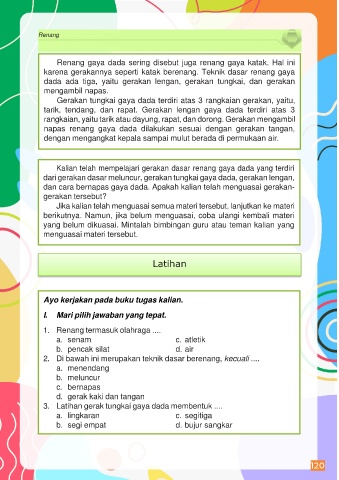 Renang
Renang gaya dada sering disebut juga renang gaya katak. Hal ini
karena gerakannya seperti katak berenang. Teknik dasar renang gaya
dada ada tiga, yaitu gerakan lengan, gerakan tungkai, dan gerakan
mengambil napas.
Gerakan tungkai gaya dada terdiri atas 3 rangkaian gerakan, yaitu,
tarik, tendang, dan rapat. Gerakan lengan gaya dada terdiri atas 3
rangkaian, yaitu tarik atau dayung, rapat, dan dorong. Gerakan mengambil
napas renang gaya dada dilakukan sesuai dengan gerakan tangan,
dengan mengangkat kepala sampai mulut berada di permukaan air.
Kalian telah mempelajari gerakan dasar renang gaya dada yang terdiri
dari gerakan dasar meluncur, gerakan tungkai gaya dada, gerakan lengan,
dan cara bernapas gaya dada. Apakah kalian telah menguasai gerakan-
gerakan tersebut?
Jika kalian telah menguasai semua materi tersebut, lanjutkan ke materi
berikutnya. Namun, jika belum menguasai, coba ulangi kembali materi
yang belum dikuasai. Mintalah bimbingan guru atau teman kalian yang
menguasai materi tersebut.
Latihan
Ayo kerjakan pada buku tugas kalian.
I. Mari pilih jawaban yang tepat.
1. Renang termasuk olahraga ....
a. senam c. atletik
b. pencak silat d. air
2. Di bawah ini merupakan teknik dasar berenang, kecuali ....
a. menendang
b. meluncur
c. bernapas
d. gerak kaki dan tangan
3. Latihan gerak tungkai gaya dada membentuk ....
a. lingkaran c. segitiga
b. segi empat d. bujur sangkar
120